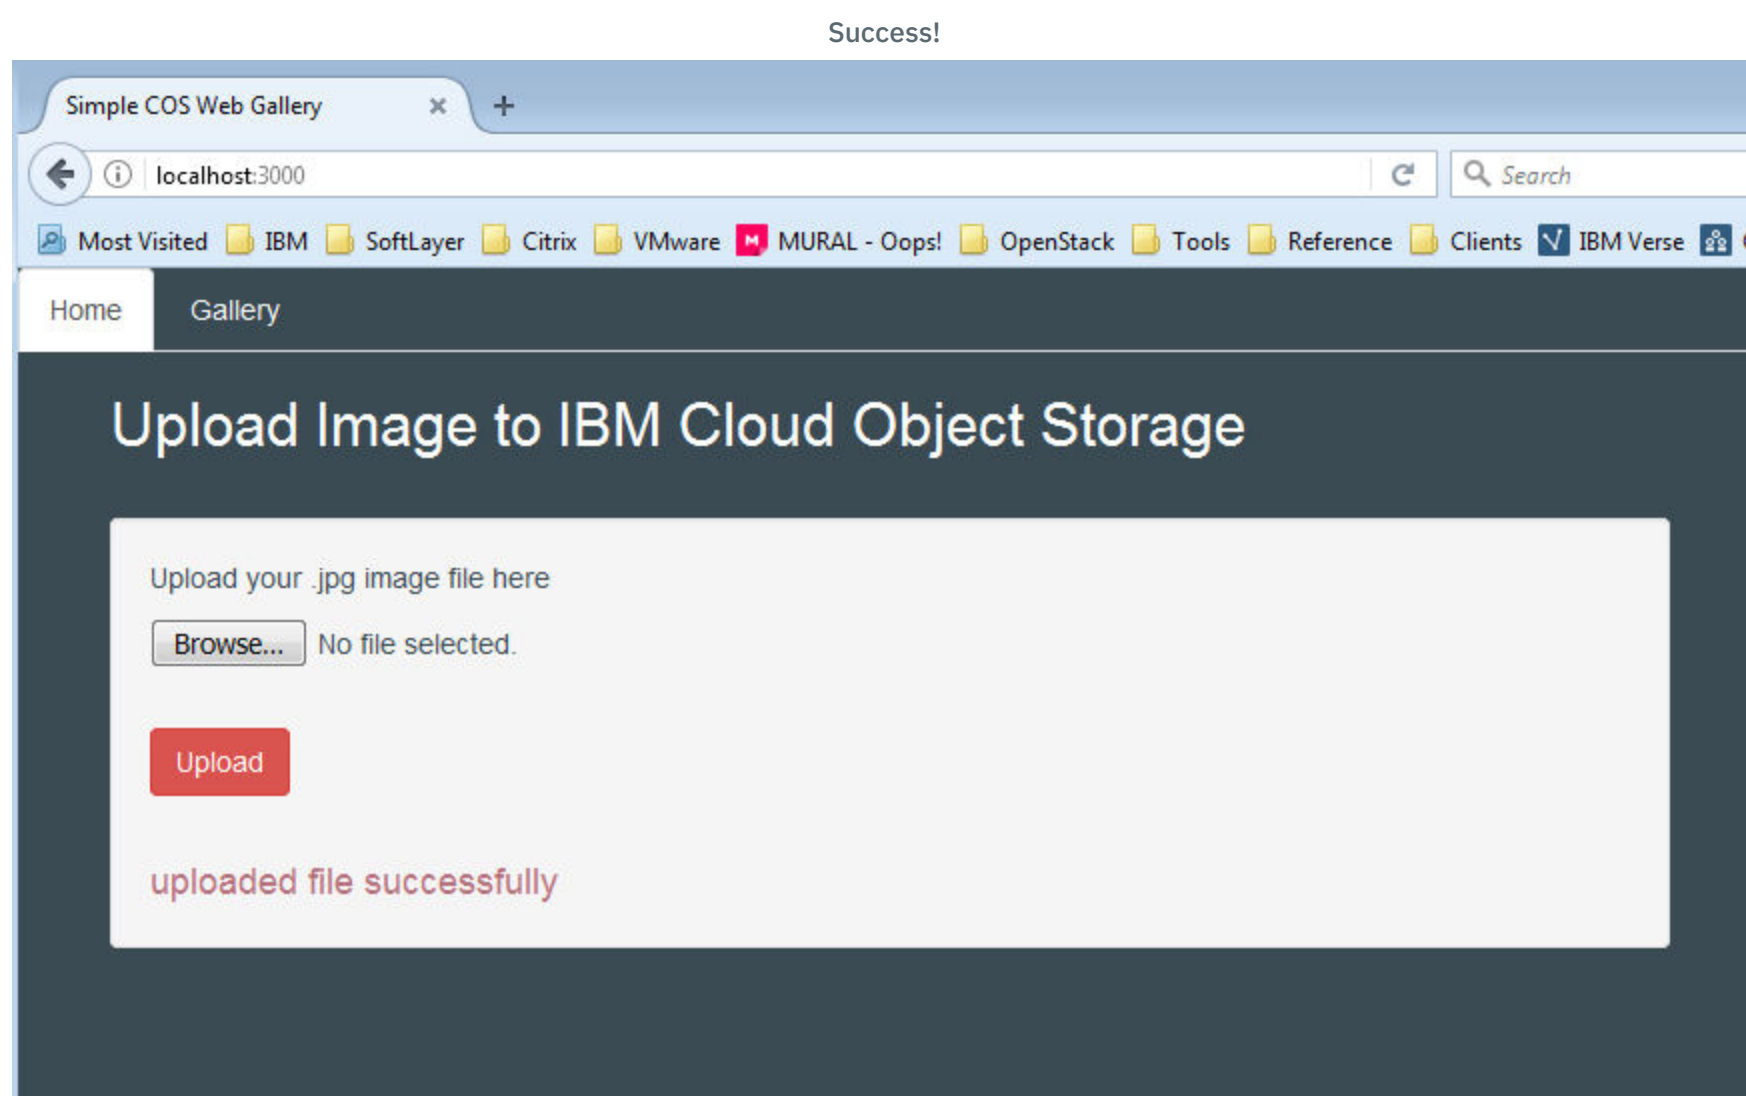 Success!
Simple COS Web Gallery
localhost:3000
Search
Most Visited IBM SoftLayer Citrix VMware MURAL - Oops! OpenStack Tools Reference Clients IBM Verse
Home Gallery
Upload Image to IBM Cloud Object Storage
Upload your .jpg image file here
Browse... No file selected.
Upload
uploaded file successfully